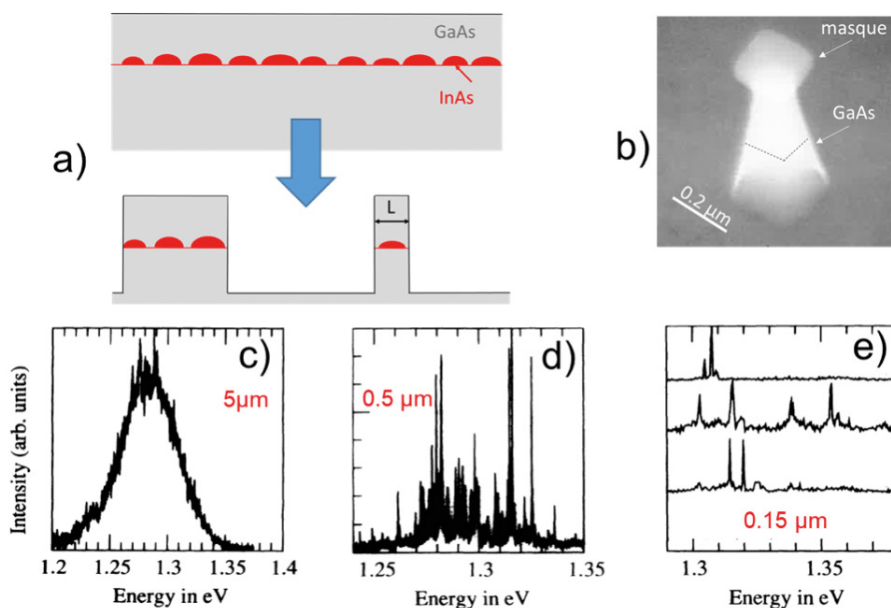 GaAs
InAs
a)
L
masque
GaAs
b)
0.2 µm
c)
5µm
Intensity (arb. units)
1.2 1.25 1.3 1.35 1.4
Energy in eV
d)
0.5 µm
1.25 1.3 1.35
Energy in eV
e)
0.15 µm
1.3 1.35
Energy in eV